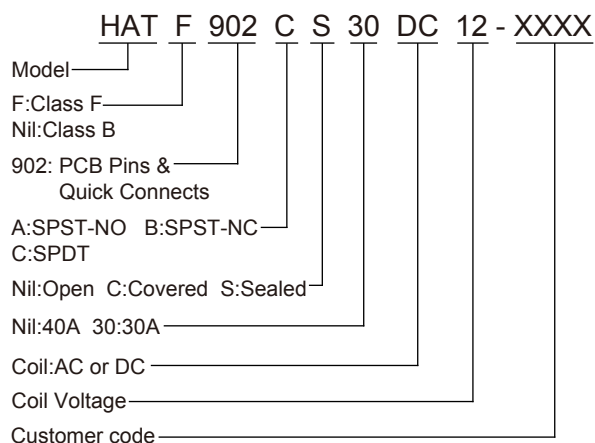 HAT F 902 C S 30 DC 12 - XXXX
Model
F:Class F
Nil:Class B
902: PCB Pins &
Quick Connects
A:SPST-NO B:SPST-NC
C:SPDT
Nil:Open C:Covered S:Sealed
Nil:40A 30:30A
Coil:AC or DC
Coil Voltage
Customer code